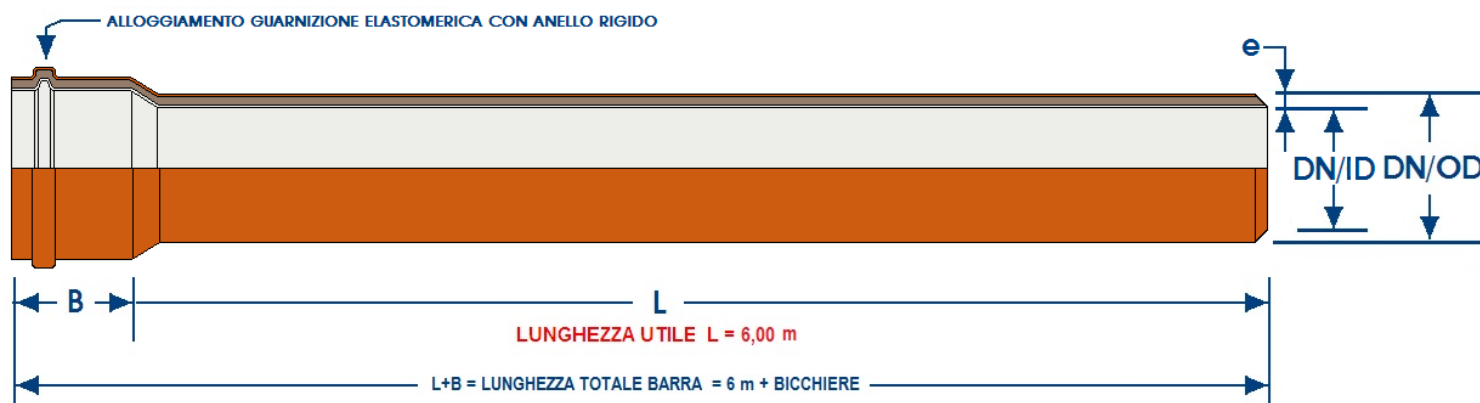 ALLOGGIAMENTO GUARNIZIONE ELASTOMERICA CON ANELLO RIGIDO
e
DN/ID DN/OD
B
L
LUNGHEZZA UTILE L = 6,00 m
L+B = LUNGHEZZA TOTALE BARRA = 6 m + BICCHIERE